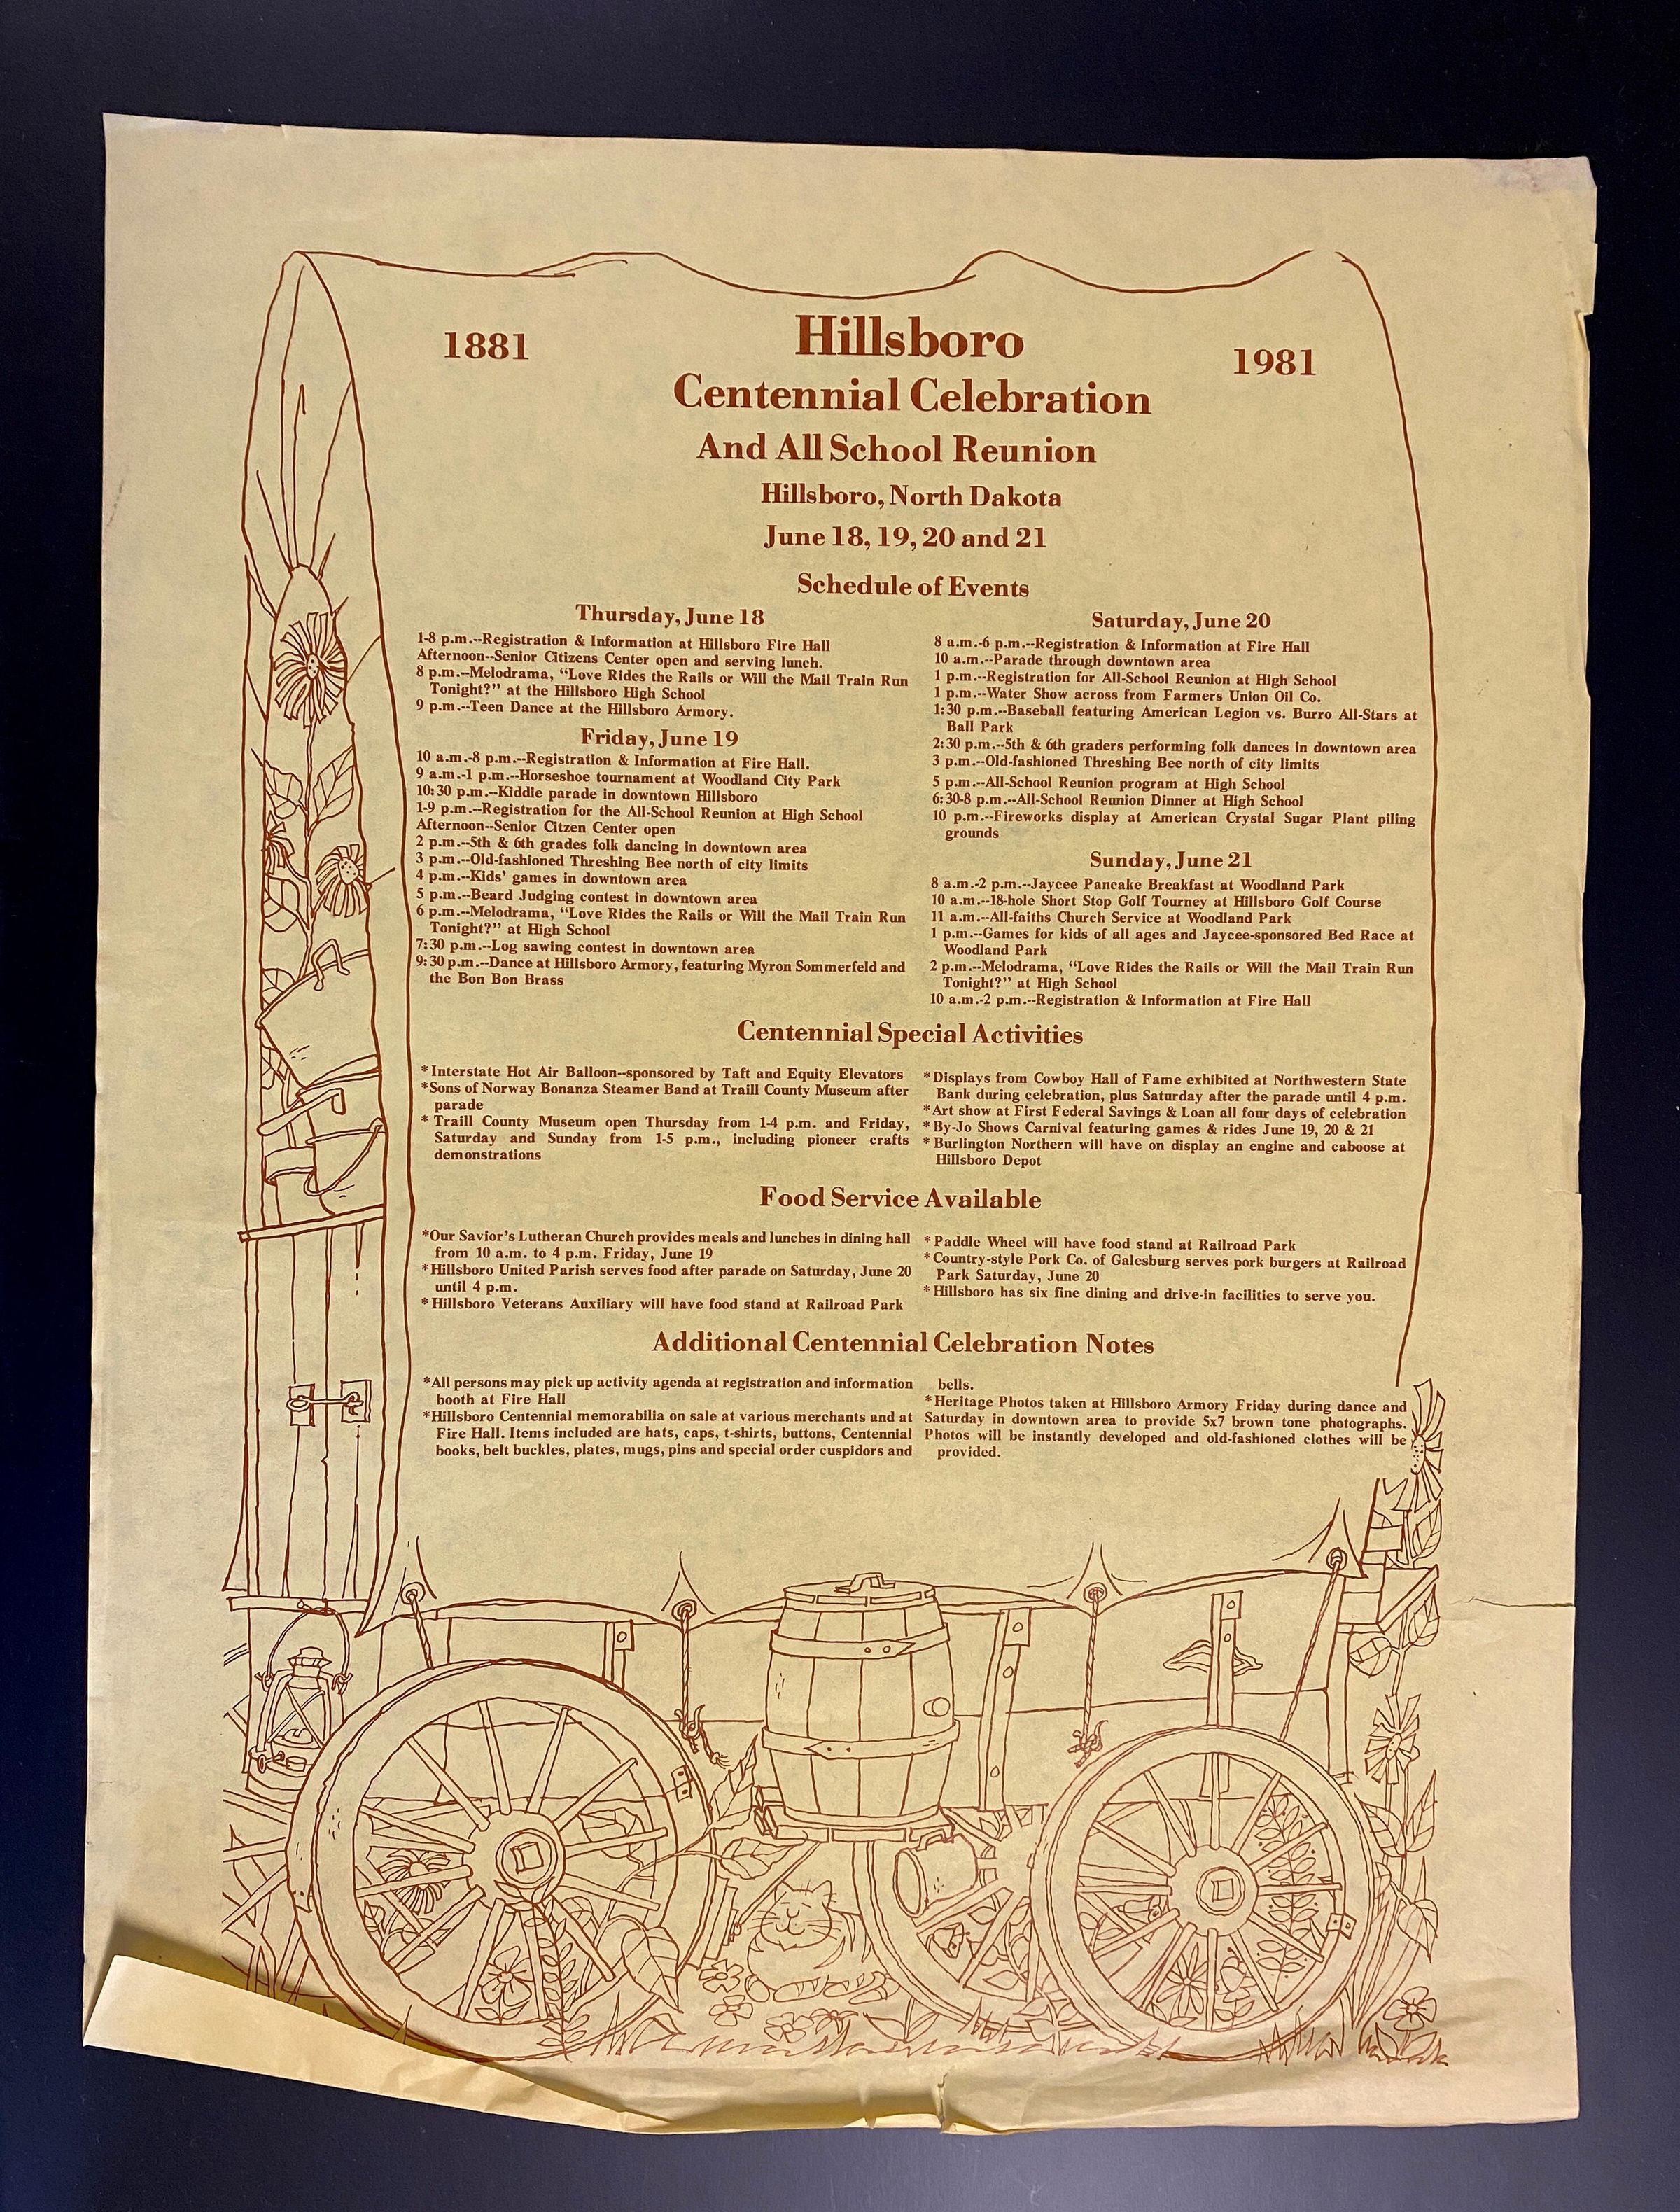 1881
Hillsboro
1981
Centennial Celebration
And All School Reunion
Hillsboro, North Dakota
June 18, 19, 20 and 21
Schedule of Events
Thursday, June 18
1-8 p.m.--Registration & Information at Hillsboro Fire Hall
Afternoon--Senior Citizens Center open and serving lunch.
8 p.m.--Melodrama, “Love Rides the Rails or Will the Mail Train Run
Tonight?” at the Hillsboro High School
9 p.m.--Teen Dance at the Hillsboro Armory.
Friday, June 19
10 a.m.-8 p.m.--Registration & Information at Fire Hall.
9 a.m.-1 p.m.--Horseshoe tournament at Woodland City Park
10:30 p.m.--Kiddie parade in downtown Hillsboro
1-9 p.m.--Registration for the All-School Reunion at High School
Afternoon--Senior Citzen Center open
2 p.m.--5th & 6th grades folk dancing in downtown area
3 p.m.--Old-fashioned Threshing Bee north of city limits
4 p.m.--Kids’ games in downtown area
5 p.m.--Beard Judging contest in downtown area
6 p.m.--Melodrama, “Love Rides the Rails or Will the Mail Train Run
Tonight?” at High School
7:30 p.m.--Log sawing contest in downtown area
9:30 p.m.--Dance at Hillsboro Armory, featuring Myron Sommerfeld and
the Bon Bon Brass
Saturday, June 20
8 a.m.-6 p.m.--Registration & Information at Fire Hall
10 a.m.--Parade through downtown area
1 p.m.--Registration for All-School Reunion at High School
1 p.m.--Water Show across from Farmers Union Oil Co.
1:30 p.m.--Baseball featuring American Legion vs. Burro All-Stars at
Ball Park
2:30 p.m.--5th & 6th graders performing folk dances in downtown area
3 p.m.--Old-fashioned Threshing Bee north of city limits
5 p.m.--All-School Reunion program at High School
6:30-8 p.m.--All-School Reunion Dinner at High School
10 p.m.--Fireworks display at American Crystal Sugar Plant piling
grounds
Sunday, June 21
8 a.m.-2 p.m.--Jaycee Pancake Breakfast at Woodland Park
10 a.m.--18-hole Short Stop Golf Tourney at Hillsboro Golf Course
11 a.m.--All-faiths Church Service at Woodland Park
1 p.m.--Games for kids of all ages and Jaycee-sponsored Bed Race at
Woodland Park
2 p.m.--Melodrama, “Love Rides the Rails or Will the Mail Train Run
Tonight?” at High School
10 a.m.-2 p.m.--Registration & Information at Fire Hall
Centennial Special Activities
*Interstate Hot Air Balloon--sponsored by Taft and Equity Elevators
*Sons of Norway Bonanza Steamer Band at Traill County Museum after
parade
*Traill County Museum open Thursday from 1-4 p.m. and Friday,
Saturday and Sunday from 1-5 p.m., including pioneer crafts
demonstrations
*Displays from Cowboy Hall of Fame exhibited at Northwestern State
Bank during celebration, plus Saturday after the parade until 4 p.m.
*Art show at First Federal Savings & Loan all four days of celebration
*By-Jo Shows Carnival featuring games & rides June 19, 20 & 21
*Burlington Northern will have on display an engine and caboose at
Hillsboro Depot
Food Service Available
*Our Savior’s Lutheran Church provides meals and lunches in dining hall
from 10 a.m. to 4 p.m. Friday, June 19
*Hillsboro United Parish serves food after parade on Saturday, June 20
until 4 p.m.
*Hillsboro Veterans Auxiliary will have food stand at Railroad Park
*Paddle Wheel will have food stand at Railroad Park
*Country-style Pork Co. of Galesburg serves pork burgers at Railroad
Park Saturday, June 20
*Hillsboro has six fine dining and drive-in facilities to serve you.
Additional Centennial Celebration Notes
*All persons may pick up activity agenda at registration and information
booth at Fire Hall
*Hillsboro Centennial memorabilia on sale at various merchants and at
Fire Hall. Items included are hats, caps, t-shirts, buttons, Centennial
books, belt buckles, plates, mugs, pins and special order cuspidors and
bells.
*Heritage Photos taken at Hillsboro Armory Friday during dance and
Saturday in downtown area to provide 5x7 brown tone photographs.
Photos will be instantly developed and old-fashioned clothes will be
provided.